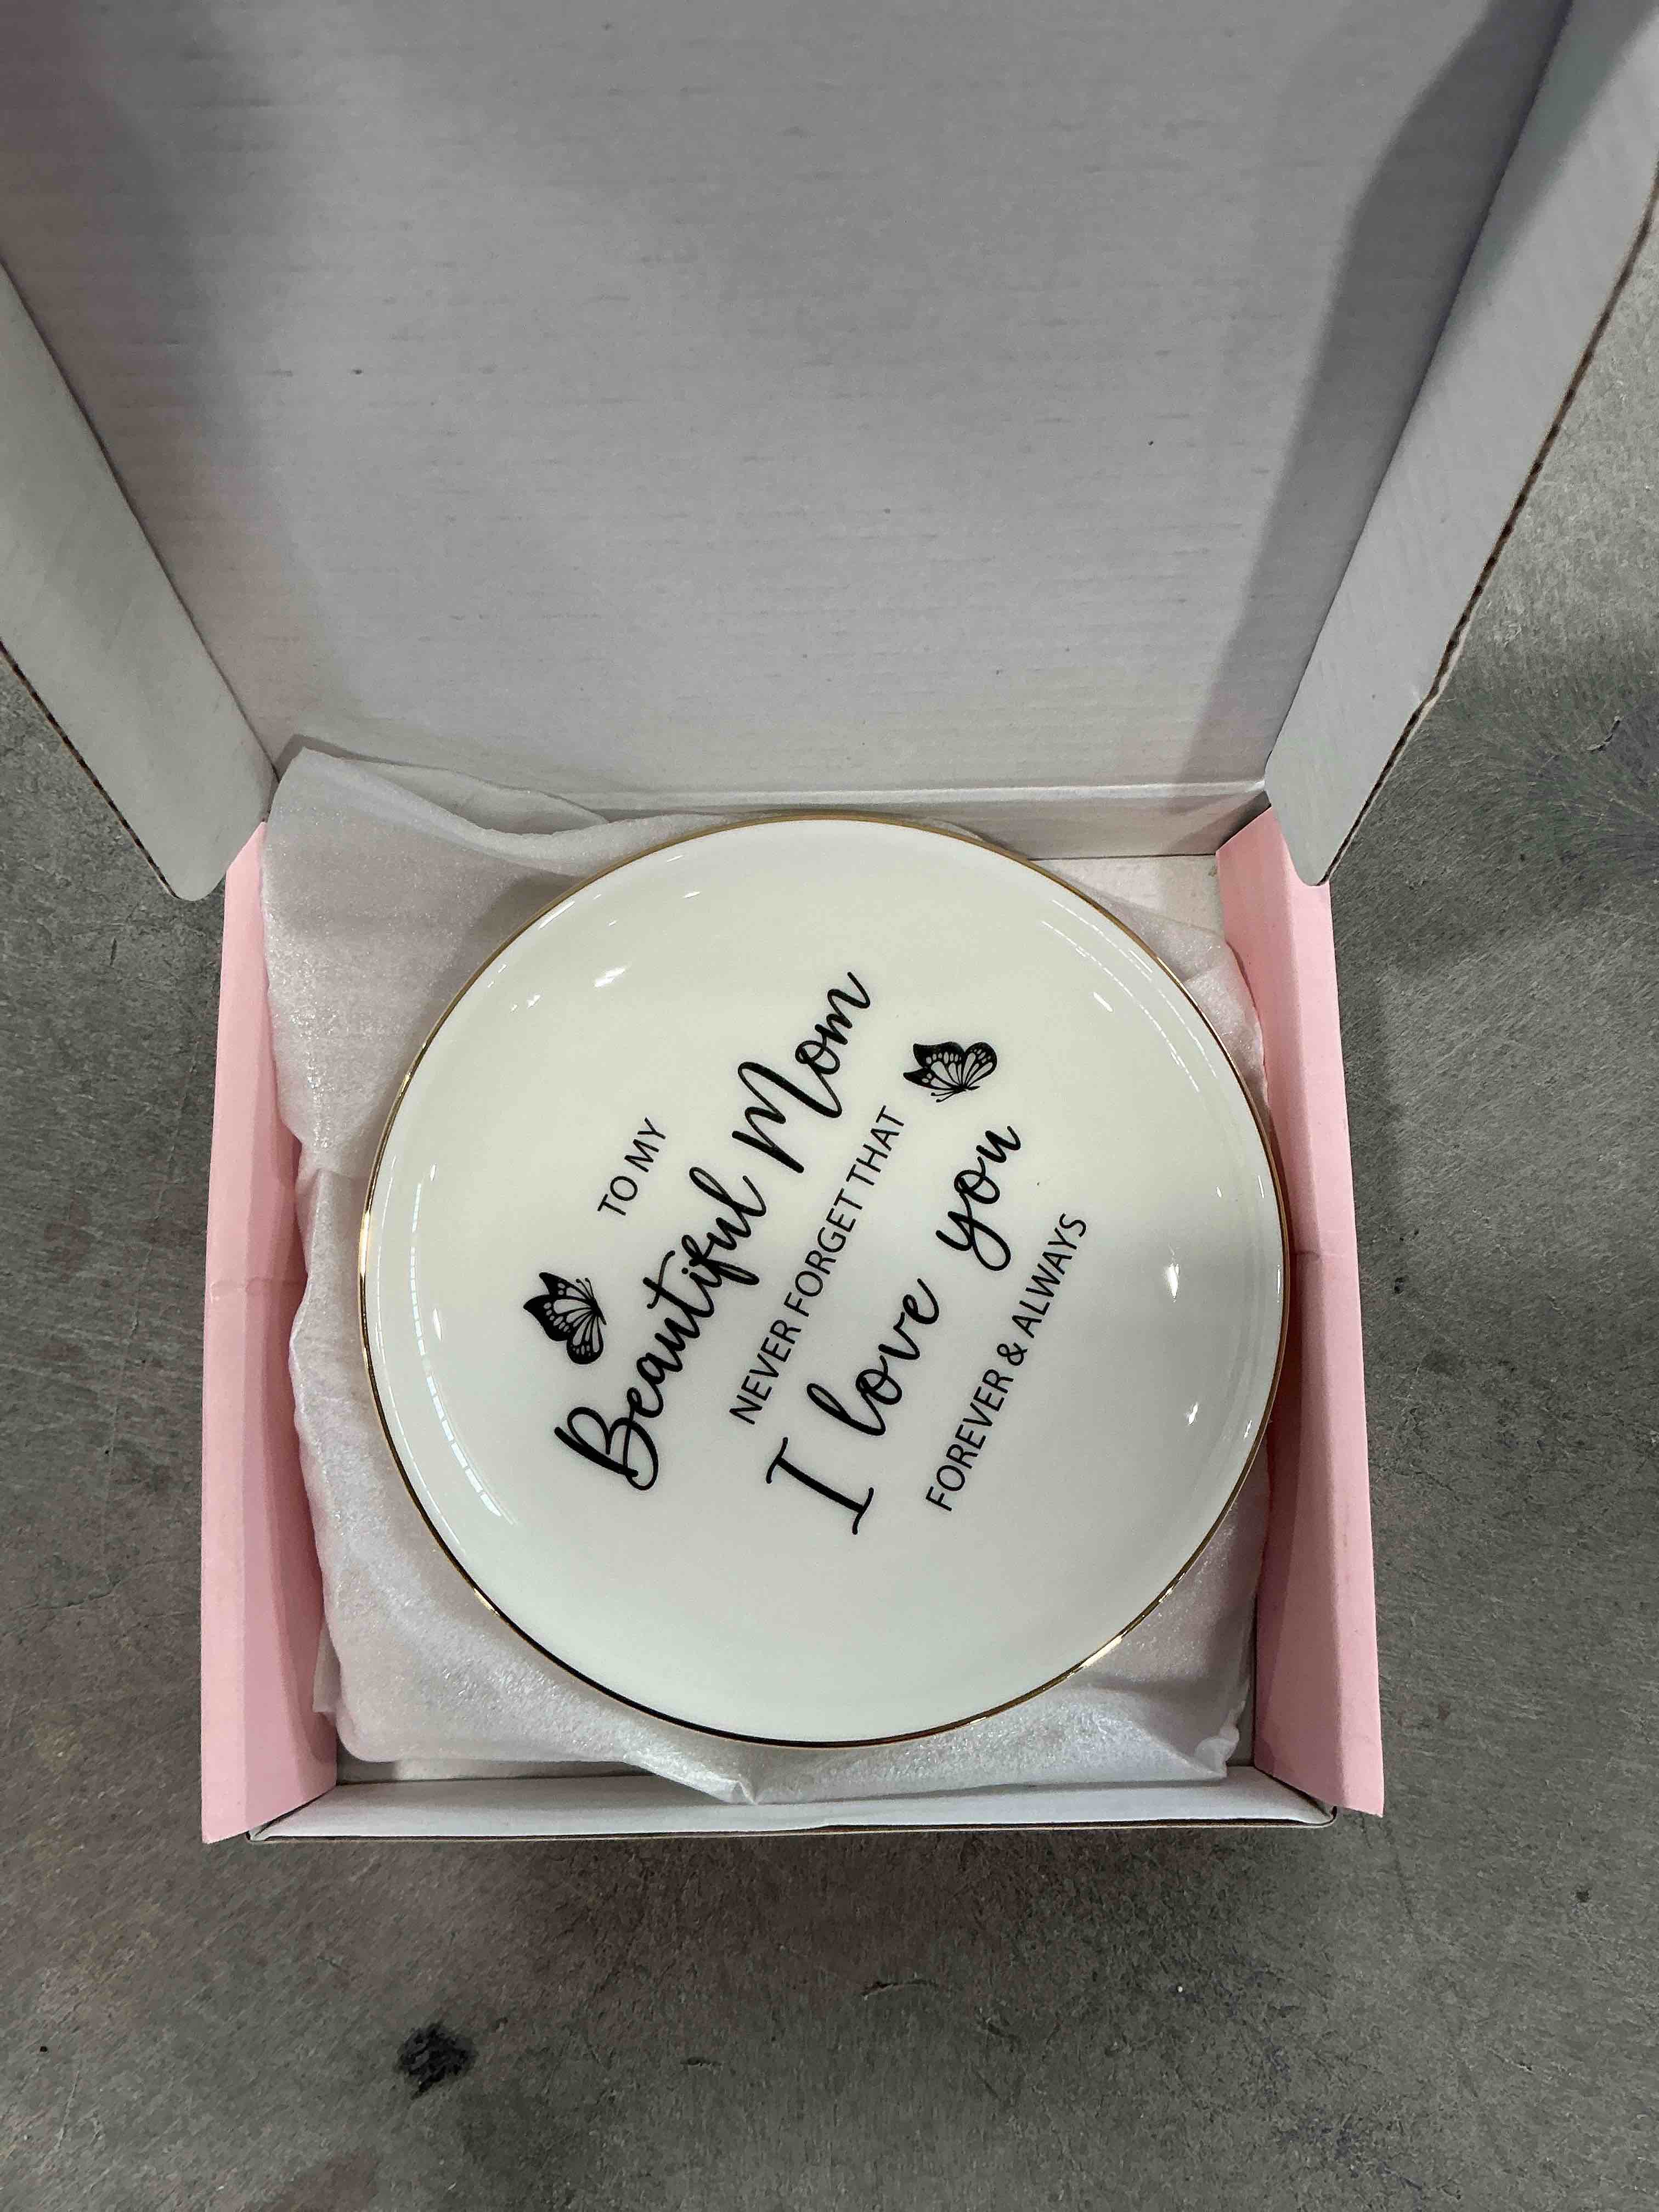 TO MY
Beautiful Mom
NEVER FORGET THAT
I love you
FOREVER & ALWAYS